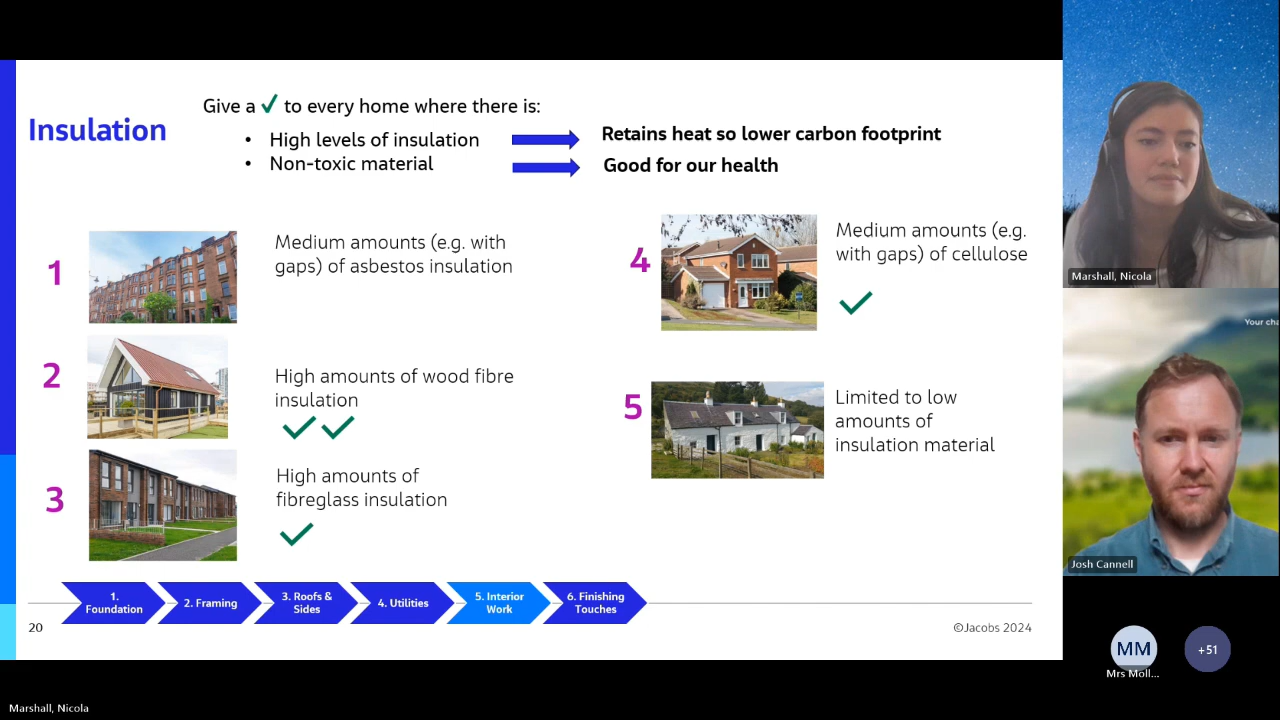 Insulation
Give a ✓ to every home where there is:
• High levels of insulation
• Non-toxic material
Retains heat so lower carbon footprint
Good for our health
1
Medium amounts (e.g. with
gaps) of asbestos insulation
2
High amounts of wood fibre
insulation
3
High amounts of
fibreglass insulation
4
Medium amounts (e.g.
with gaps) of cellulose
5
Limited to low
amounts of
insulation material
1.
Foundation
2. Framing
3. Roofs &
Sides
4. Utilities
5. Interior
Work
6. Finishing
Touches
20
©Jacobs 2024
Marshall, Nicola
Your cha
Josh Cannell
MM
+51
Mrs Moll...
Marshall, Nicola